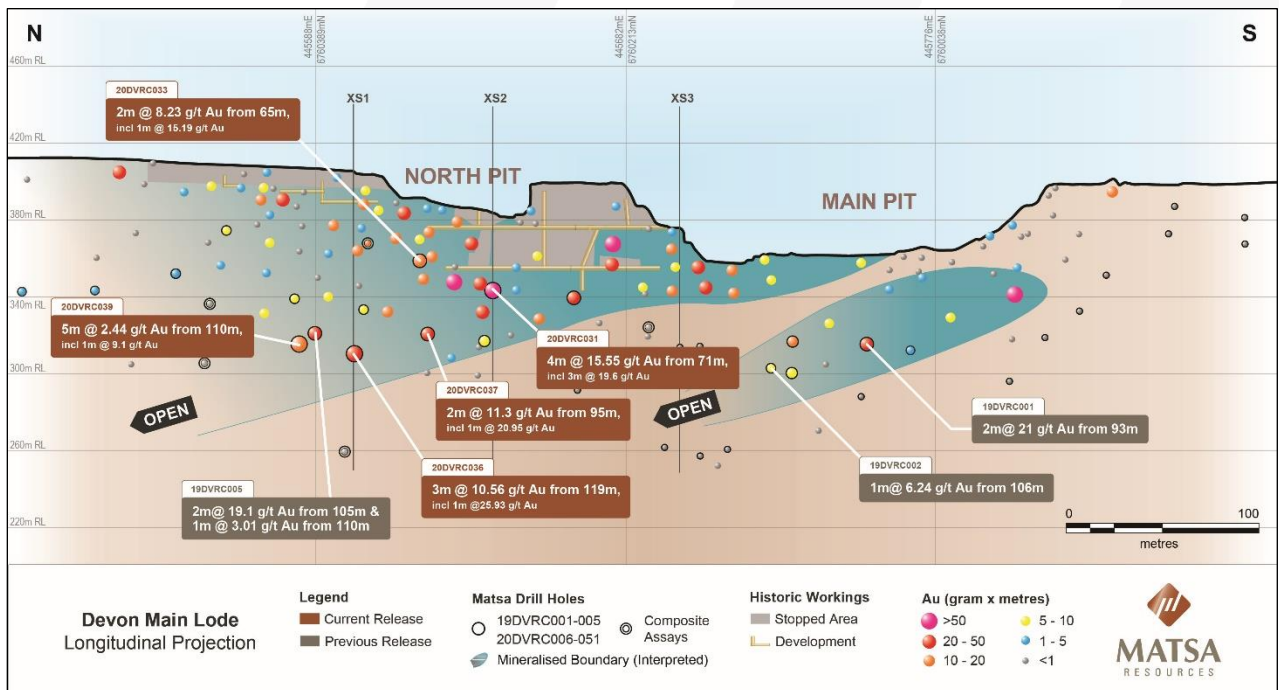 N
S
445588mE
6760389mN
445682mE
6760213mN
445776mE
6760038mN
460m RL
420m RL
380m RL
340m RL
300m RL
260m RL
220m RL
XS1
XS2
XS3
NORTH PIT
MAIN PIT
20DVRC033
2m @ 8.23 g/t Au from 65m,
incl 1m @ 15.19 g/t Au
20DVRC039
5m @ 2.44 g/t Au from 110m,
incl 1m @ 9.1 g/t Au
20DVRC031
4m @ 15.55 g/t Au from 71m,
incl 3m @ 19.6 g/t Au
20DVRC037
2m @ 11.3 g/t Au from 95m,
incl 1m @ 20.95 g/t Au
20DVRC036
3m @ 10.56 g/t Au from 119m,
incl 1m @25.93 g/t Au
19DVRC005
2m@ 19.1 g/t Au from 105m &
1m @ 3.01 g/t Au from 110m
19DVRC001
2m@ 21 g/t Au from 93m
19DVRC002
1m@ 6.24 g/t Au from 106m
OPEN
OPEN
0
100
metres
Devon Main Lode
Longitudinal Projection
Legend
Current Release
Previous Release
Matsa Drill Holes
19DVRC001-005
20DVRC006-051
Composite
Assays
Mineralised Boundary (Interpreted)
Historic Workings
Stopped Area
Development
Au (gram x metres)
>50
20 - 50
10 - 20
5 - 10
1 - 5
<1
MATSA
RESOURCES